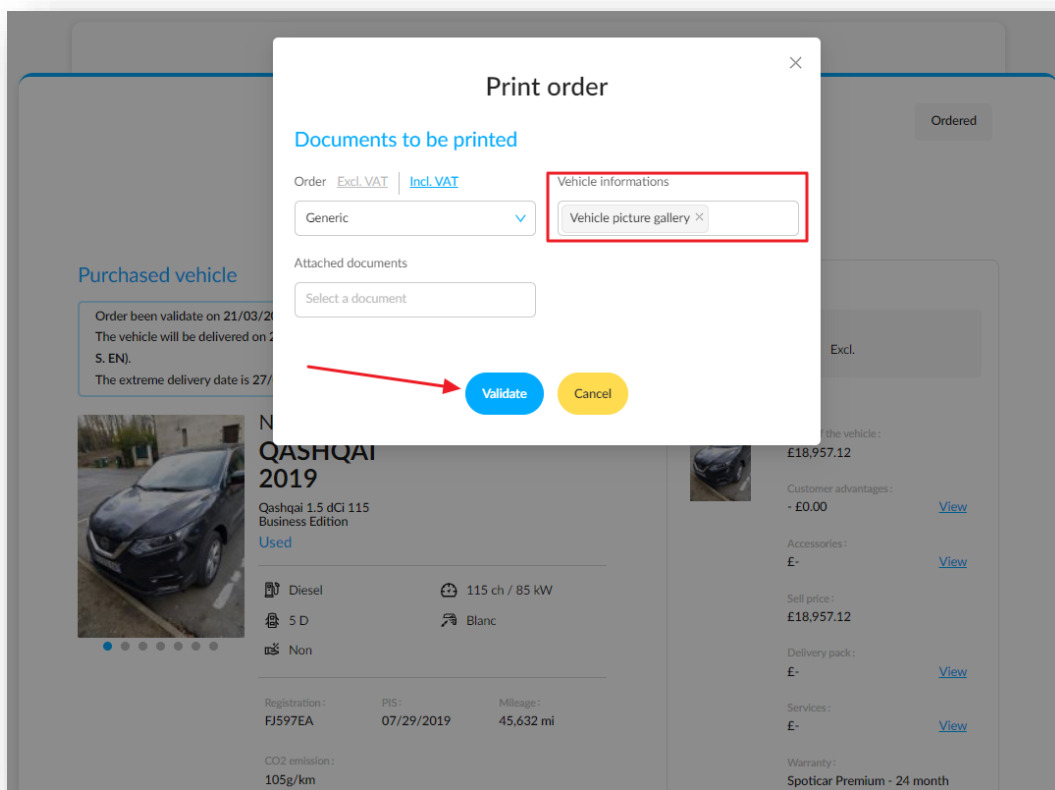 Print order
Documents to be printed
Order Excl. VAT Incl. VAT
Generic
Vehicle informations
Vehicle picture gallery
Attached documents
Select a document
Validate
Cancel
Ordered
Purchased vehicle
Order been validate on 21/03/
The vehicle will be delivered on
S. EN).
The extreme delivery date is 27/
QASHQAI
2019
Qashqai 1.5 dCi 115
Business Edition
Used
Diesel
115 ch / 85 kW
5 D
Blanc
Non
Registration :
FJ597EA
PIS :
07/29/2019
Mileage :
45,632 mi
CO2 emission :
105g/km
Excl.
the vehicle :
£18,957.12
Customer advantages :
- £0.00
View
Accessories :
£-
View
Sell price :
£18,957.12
Delivery pack :
£-
View
Services :
£-
View
Warranty :
Spoticar Premium - 24 month